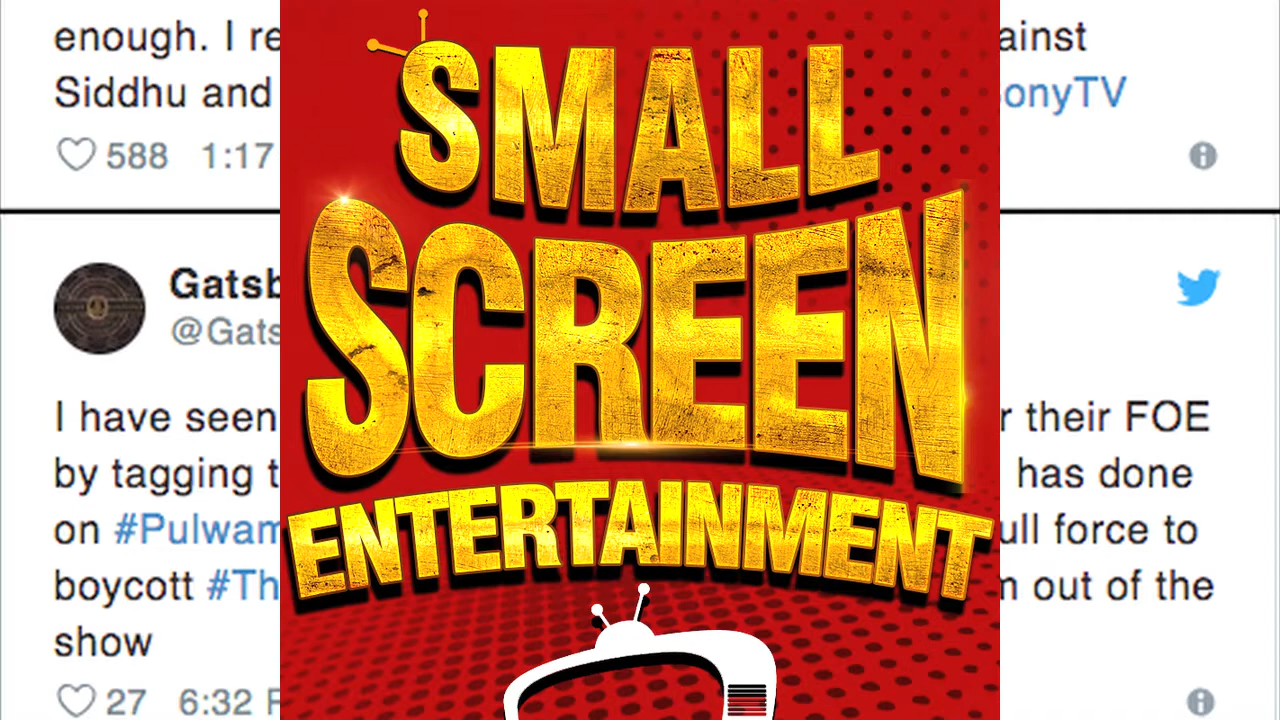 enough. I re
ainst
Siddhu and
onyTV
588 1:17
SMALL
SCREEN
ENTERTAINMENT
Gatsb
@Gats
I have seen
r their FOE
by tagging t
has done
on #Pulwam
ull force to
boycott #Th
m out of the
show
27 6:32 P